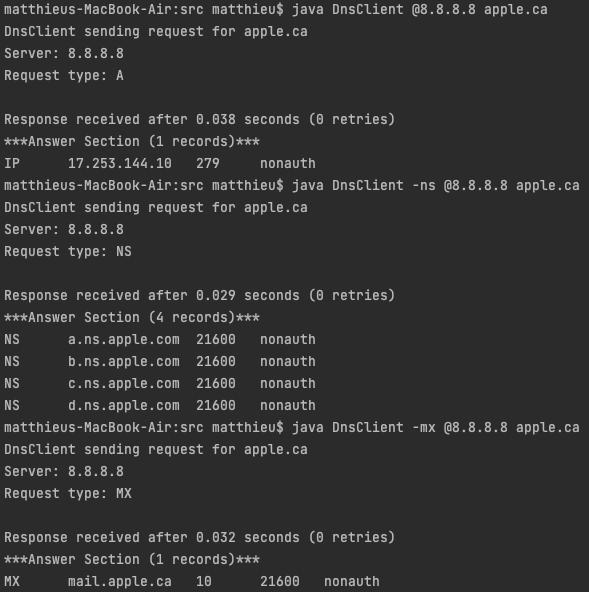 matthieus-MacBook-Air:src matthieu$ java DnsClient @8.8.8.8 apple.ca
DnsClient sending request for apple.ca
Server: 8.8.8.8
Request type: A
Response received after 0.038 seconds (0 retries)
***Answer Section (1 records)***
IP      17.253.144.10   279     nonauth
matthieus-MacBook-Air:src matthieu$ java DnsClient -ns @8.8.8.8 apple.ca
DnsClient sending request for apple.ca
Server: 8.8.8.8
Request type: NS
Response received after 0.029 seconds (0 retries)
***Answer Section (4 records)***
NS      a.ns.apple.com  21600   nonauth
NS      b.ns.apple.com  21600   nonauth
NS      c.ns.apple.com  21600   nonauth
NS      d.ns.apple.com  21600   nonauth
matthieus-MacBook-Air:src matthieu$ java DnsClient -mx @8.8.8.8 apple.ca
DnsClient sending request for apple.ca
Server: 8.8.8.8
Request type: MX
Response received after 0.032 seconds (0 retries)
***Answer Section (1 records)***
MX      mail.apple.ca   10      21600   nonauth